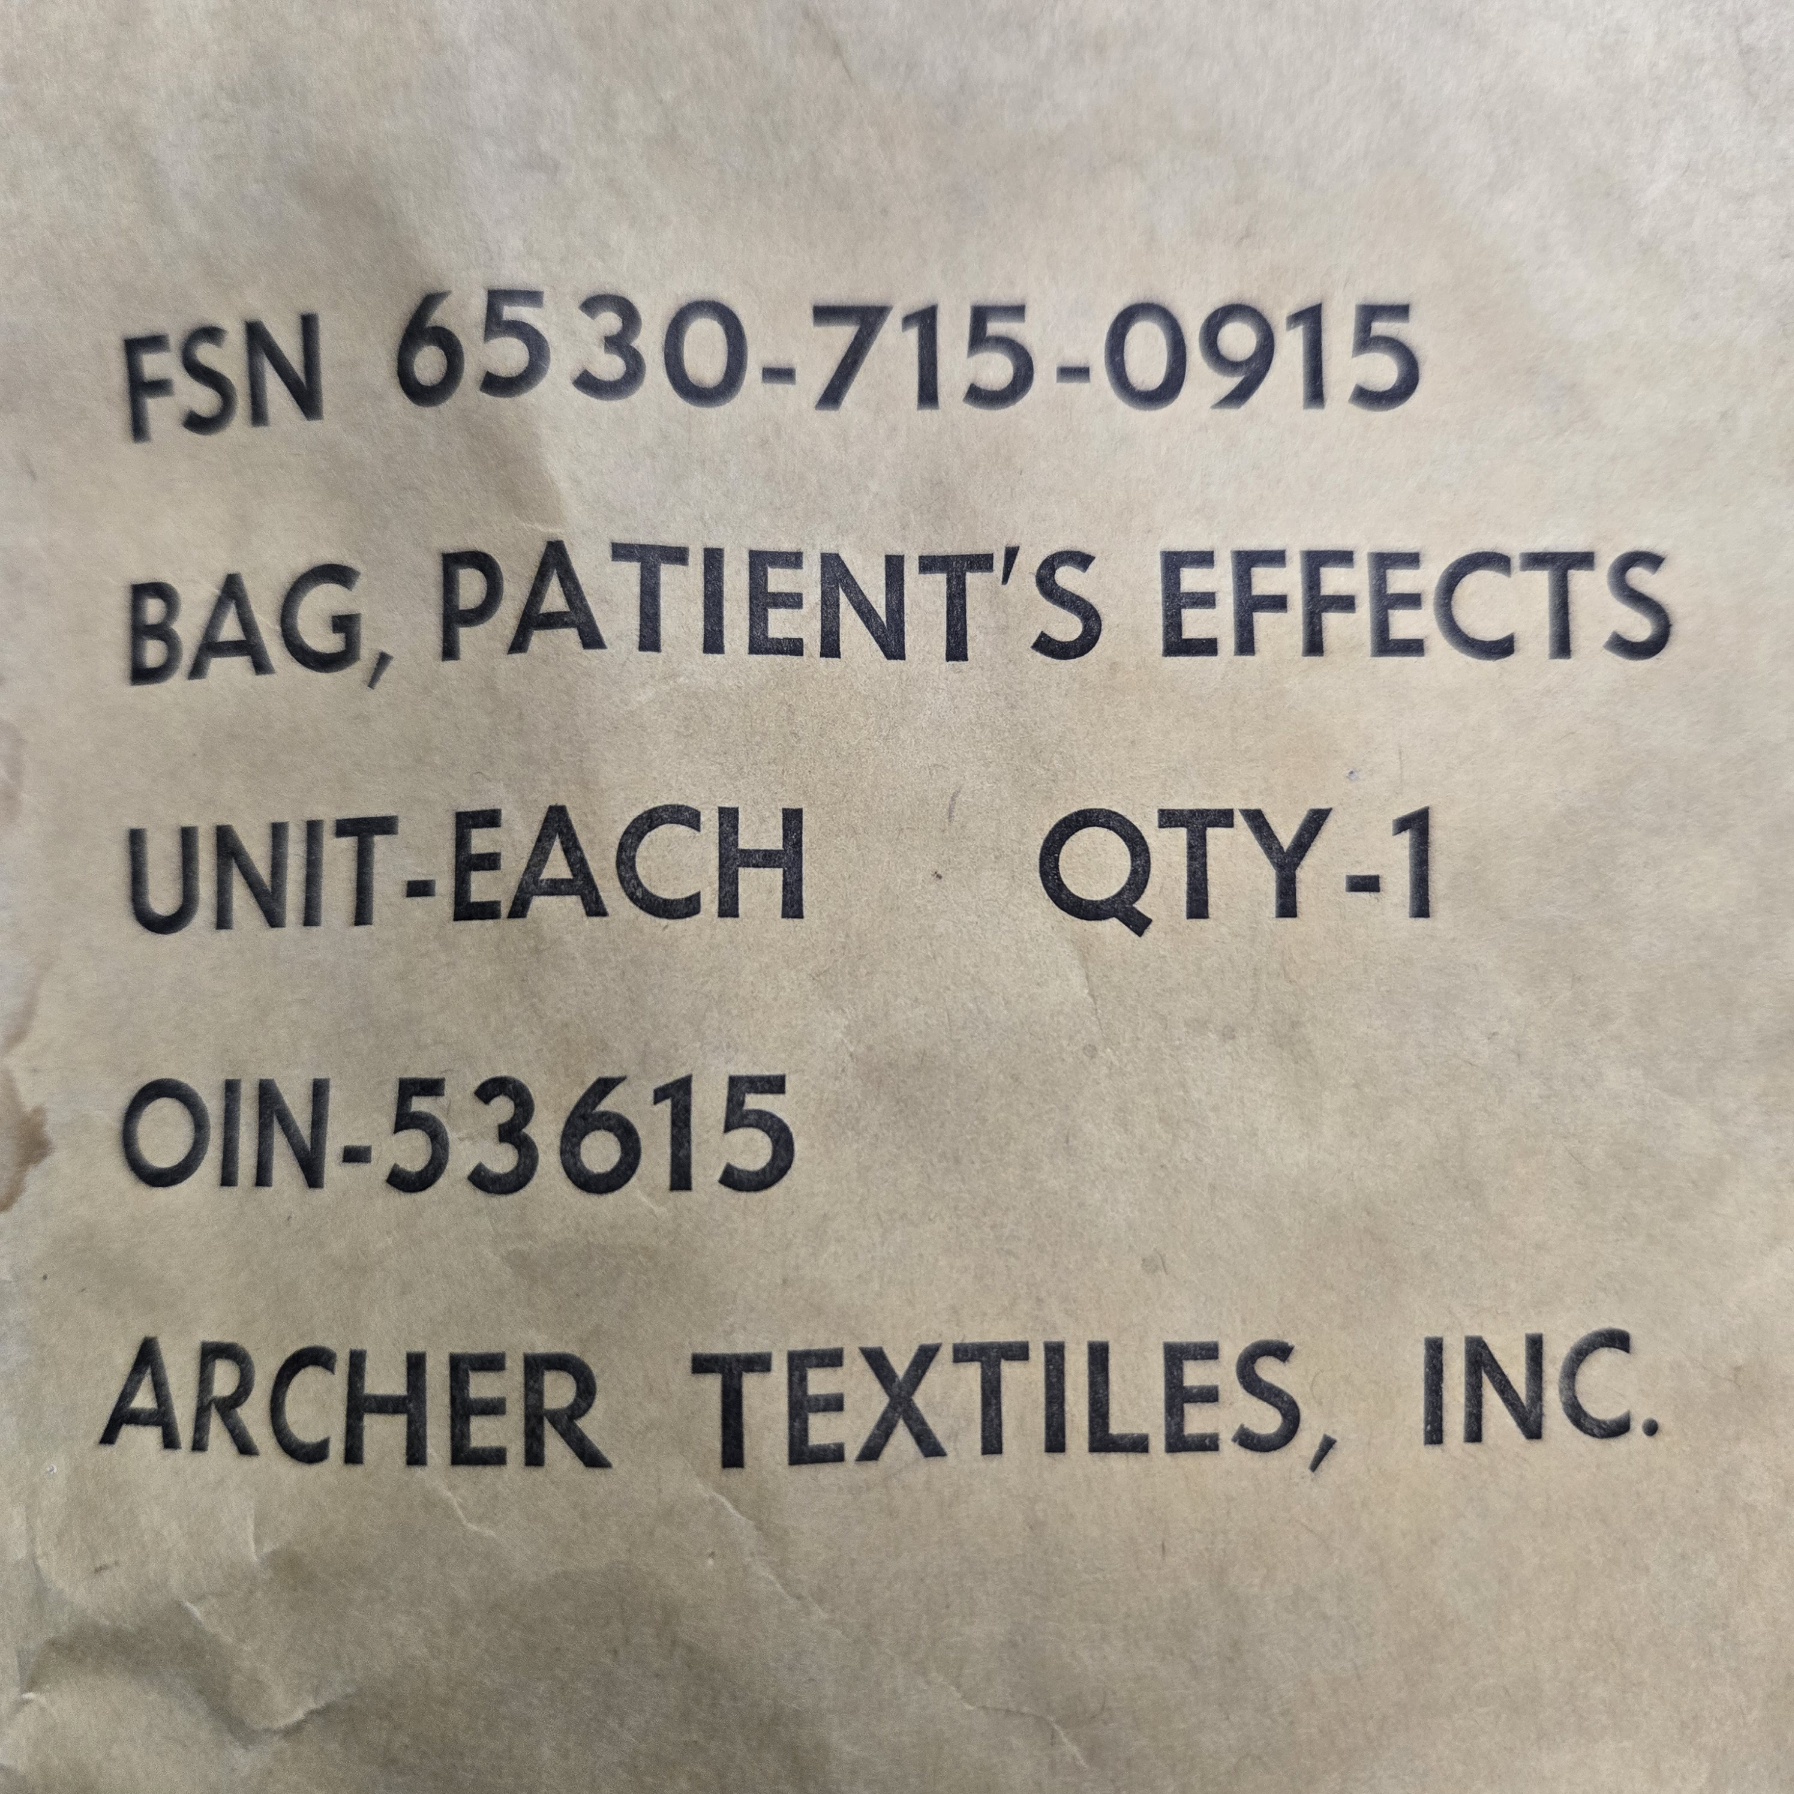 FSN 6530-715-0915
BAG, PATIENT'S EFFECTS
UNIT-EACH QTY-1
OIN-53615
ARCHER TEXTILES, INC.